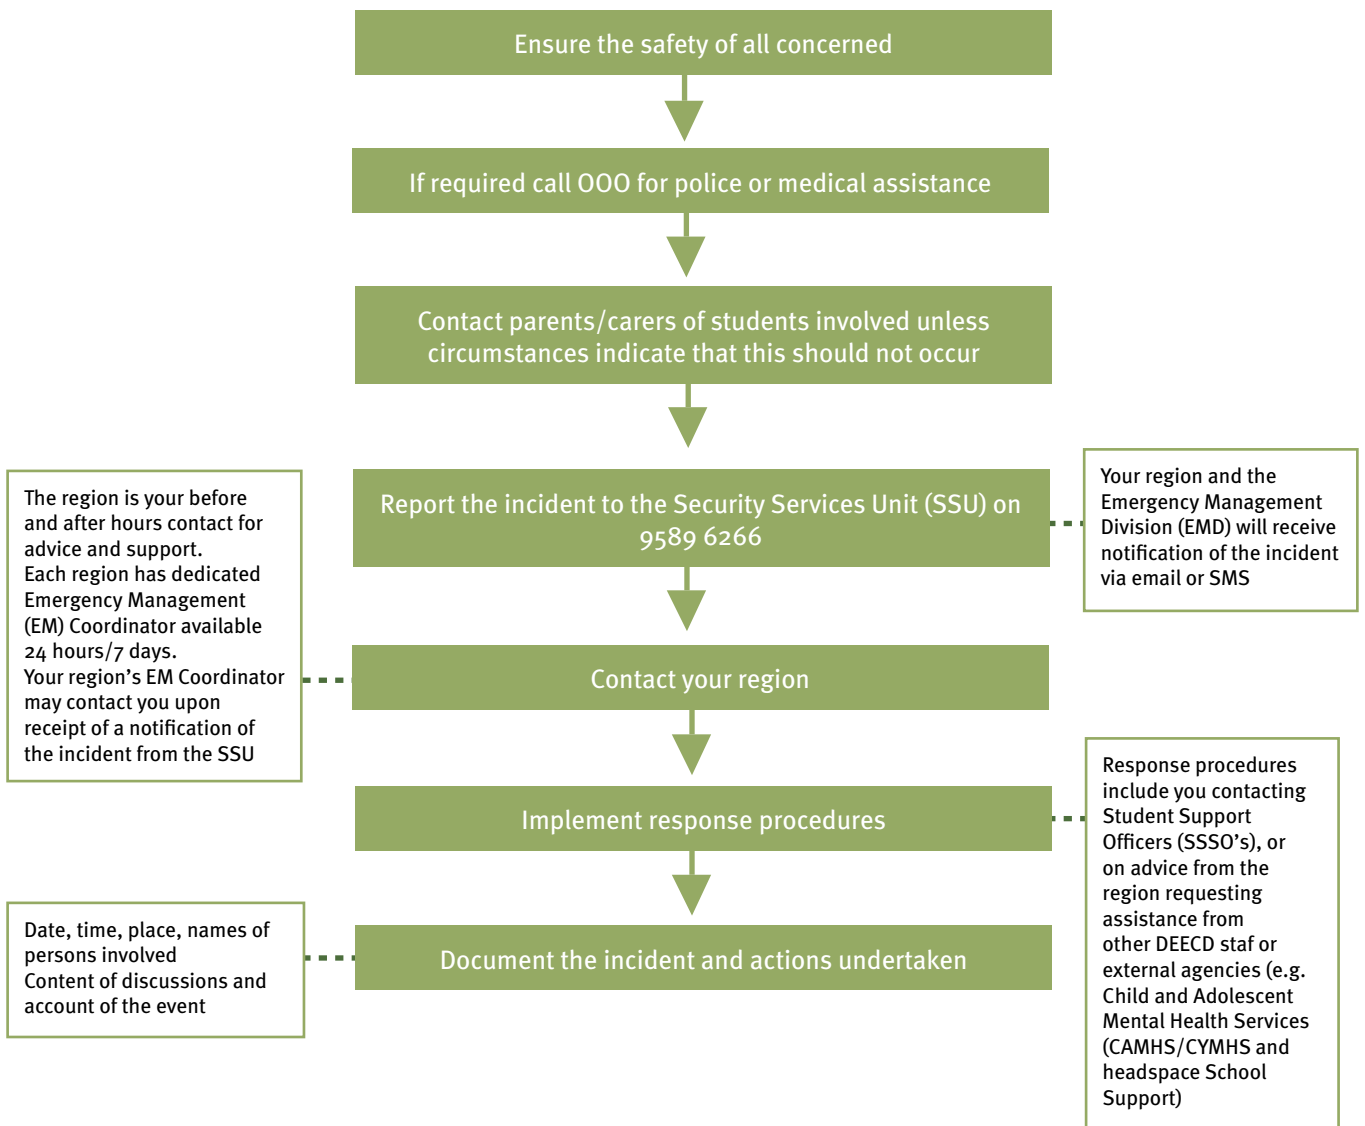 Ensure the safety of all concerned
If required call OOO for police or medical assistance
Contact parents/carers of students involved unless
circumstances indicate that this should not occur
Report the incident to the Security Services Unit (SSU) on
9589 6266
Your region and the
Emergency Management
Division (EMD) will receive
notification of the incident
via email or SMS
The region is your before
and after hours contact for
advice and support.
Each region has dedicated
Emergency Management
(EM) Coordinator available
24 hours/7 days.
Your region’s EM Coordinator
may contact you upon
receipt of a notification of
the incident from the SSU
Contact your region
Implement response procedures
Response procedures
include you contacting
Student Support
Officers (SSSO’s), or
on advice from the
region requesting
assistance from
other DEECD staf or
external agencies (e.g.
Child and Adolescent
Mental Health Services
(CAMHS/CYMHS and
headspace School
Support)
Document the incident and actions undertaken
Date, time, place, names of
persons involved
Content of discussions and
account of the event